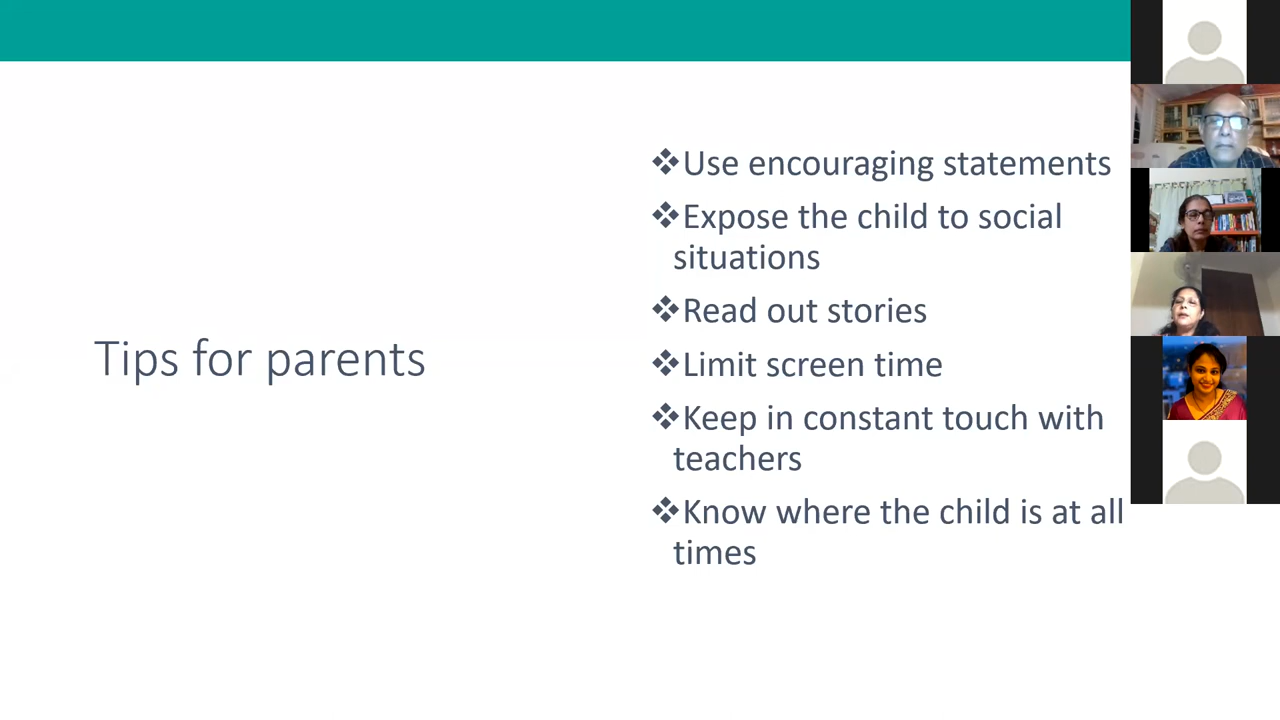 Tips for parents
❖Use encouraging statements
❖Expose the child to social
situations
❖Read out stories
❖Limit screen time
❖Keep in constant touch with
teachers
❖Know where the child is at all
times